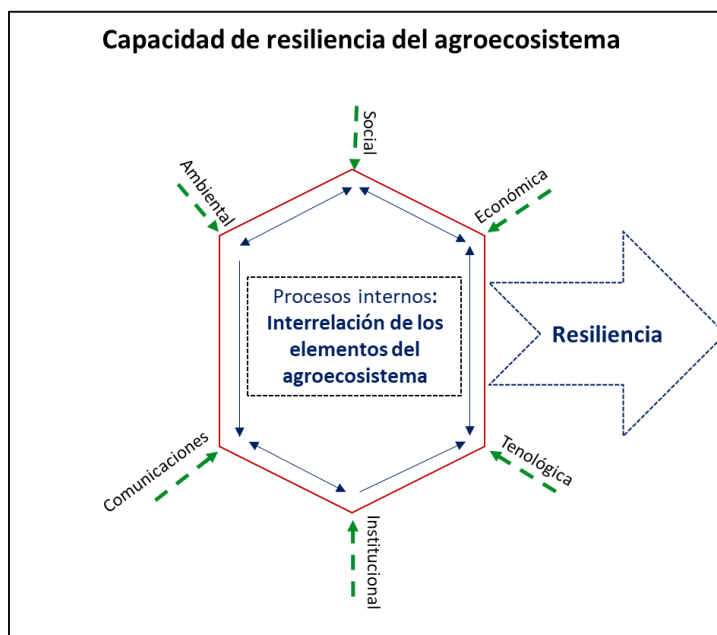 Capacidad de resiliencia del agroecosistema
Social
Ambiental
Económica
Procesos internos:
Interrelación de los
elementos del
agroecosistema
Resiliencia
Comunicaciones
Tenológica
Institucional